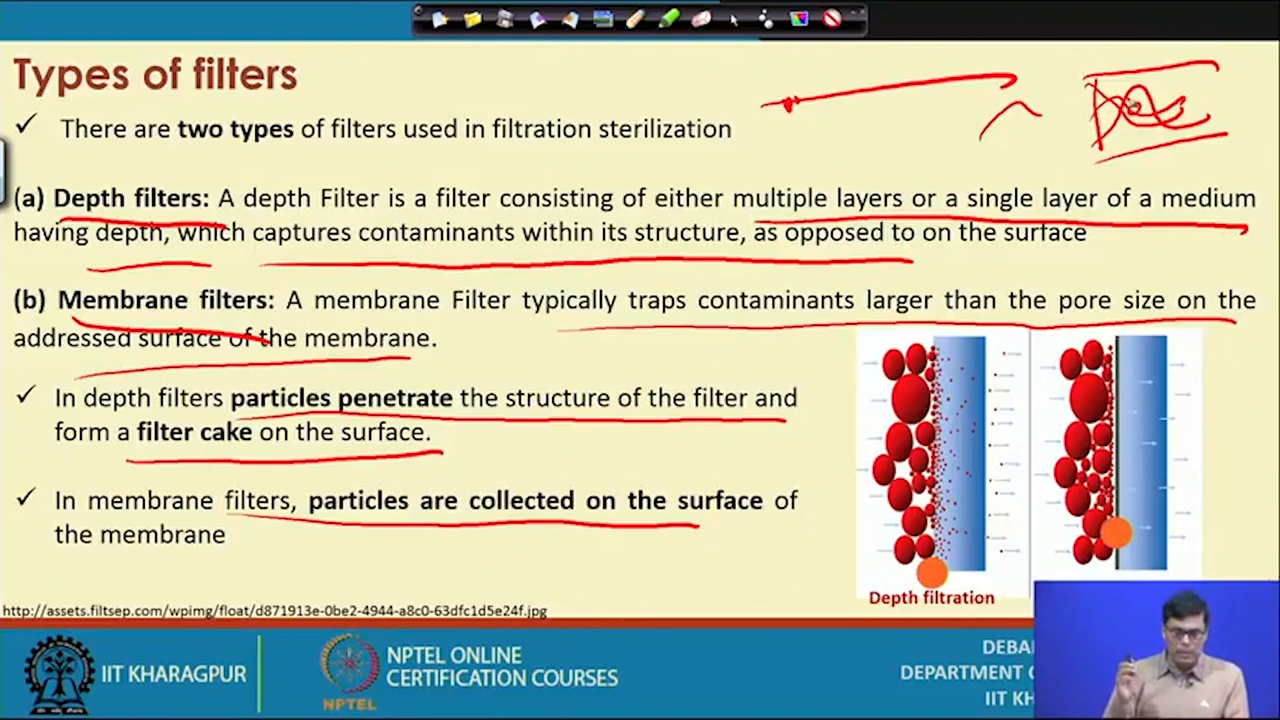 Types of filters
✓ There are two types of filters used in filtration sterilization
(a) Depth filters: A depth Filter is a filter consisting of either multiple layers or a single layer of a medium
having depth, which captures contaminants within its structure, as opposed to on the surface
(b) Membrane filters: A membrane Filter typically traps contaminants larger than the pore size on the
addressed surface of the membrane.
✓ In depth filters particles penetrate the structure of the filter and
form a filter cake on the surface.
✓ In membrane filters, particles are collected on the surface of
the membrane
Depth filtration
http://assets.filtsep.com/wpimg/float/d871913e-0be2-4944-a8c0-63dfc1d5e24f.jpg
IIT KHARAGPUR
NPTEL
NPTEL ONLINE
CERTIFICATION COURSES
DEBA
DEPARTMENT
IIT KH